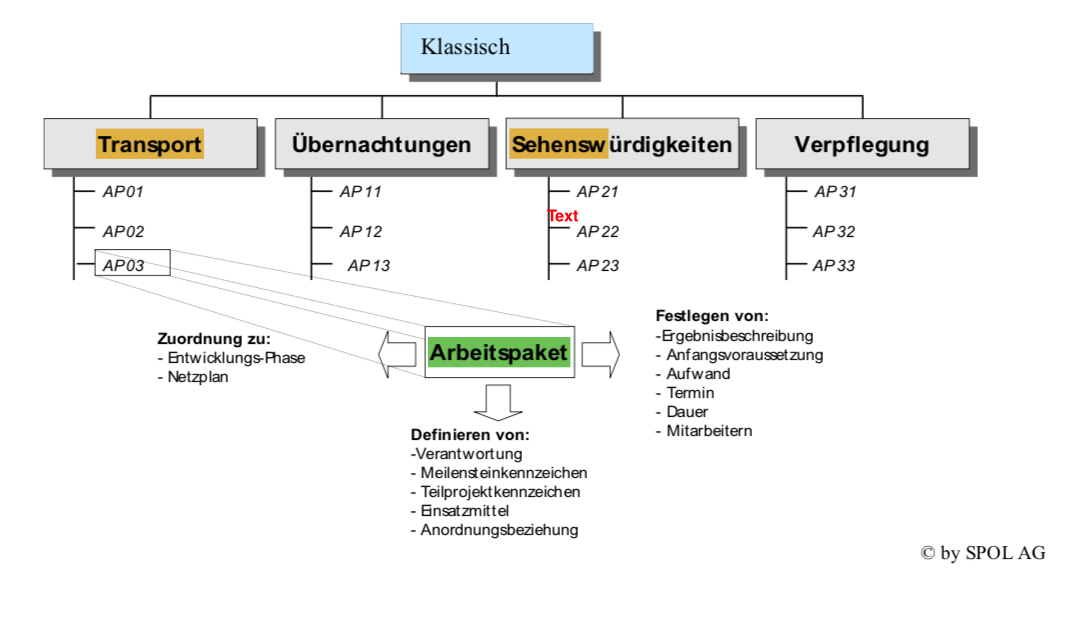 Klassisch
Transport
Übernachtungen
Sehenswürdigkeiten
Verpflegung
AP01
AP02
AP03
AP11
AP12
AP13
AP21
Text
AP22
AP23
AP31
AP32
AP33
Zuordnung zu:
- Entwicklungs-Phase
- Netzplan
Arbeitspaket
Festlegen von:
-Ergebnisbeschreibung
- Anfangsvoraussetzung
- Aufwand
- Termin
- Dauer
- Mitarbeitern
Definieren von:
-Verantwortung
- Meilensteinkennzeichen
- Teilprojektkennzeichen
- Einsatzmittel
- Anordnungsbeziehung
© by SPOL AG